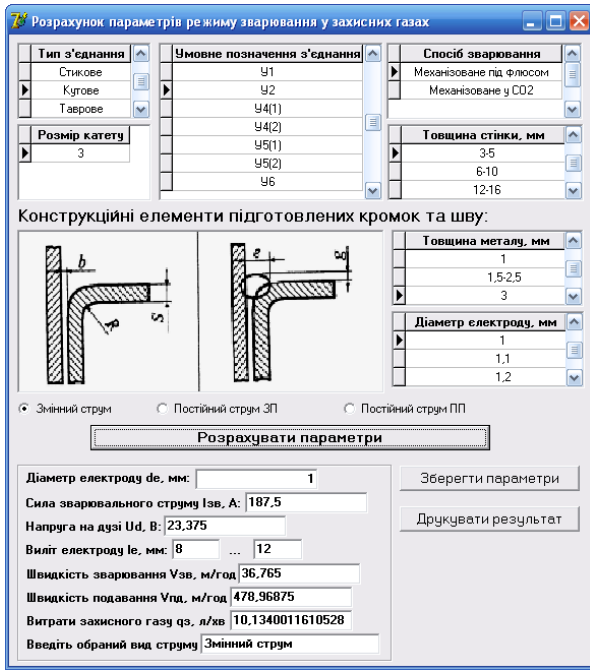 Розрахунок параметрів режиму зварювання у захисних газах
Тип з'єднання
Стикове
Кутове
Таврове
Умовне позначення з'єднання
У1
У2
У4(1)
У4(2)
У5(1)
У5(2)
У6
Спосіб зварювання
Механізоване під флюсом
Механізоване у СО2
Розмір катету
3
Товщина стінки, мм
3-5
6-10
12-16
Конструкційні елементи підготовлених кромок та шву:
b
R
S
e
g
Товщина металу, мм
1
1,5-2,5
3
Діаметр електроду, мм
1
1,1
1,2
Змінний струм
Постійний струм ЗП
Постійний струм ПП
Розрахувати параметри
Діаметр електроду de, мм: 1
Сила зварювального струму Ізв, А: 187,5
Напруга на дузі Ud, В: 23,375
Виліт електроду le, мм: 8 ... 12
Швидкість зварювання Vзв, м/год 36,765
Швидкість подавання Vпд, м/год 478,96875
Витрати захисного газу qз, л/хв 10,1340011610528
Введіть обраний вид струму Змінний струм
Зберегти параметри
Друкувати результат